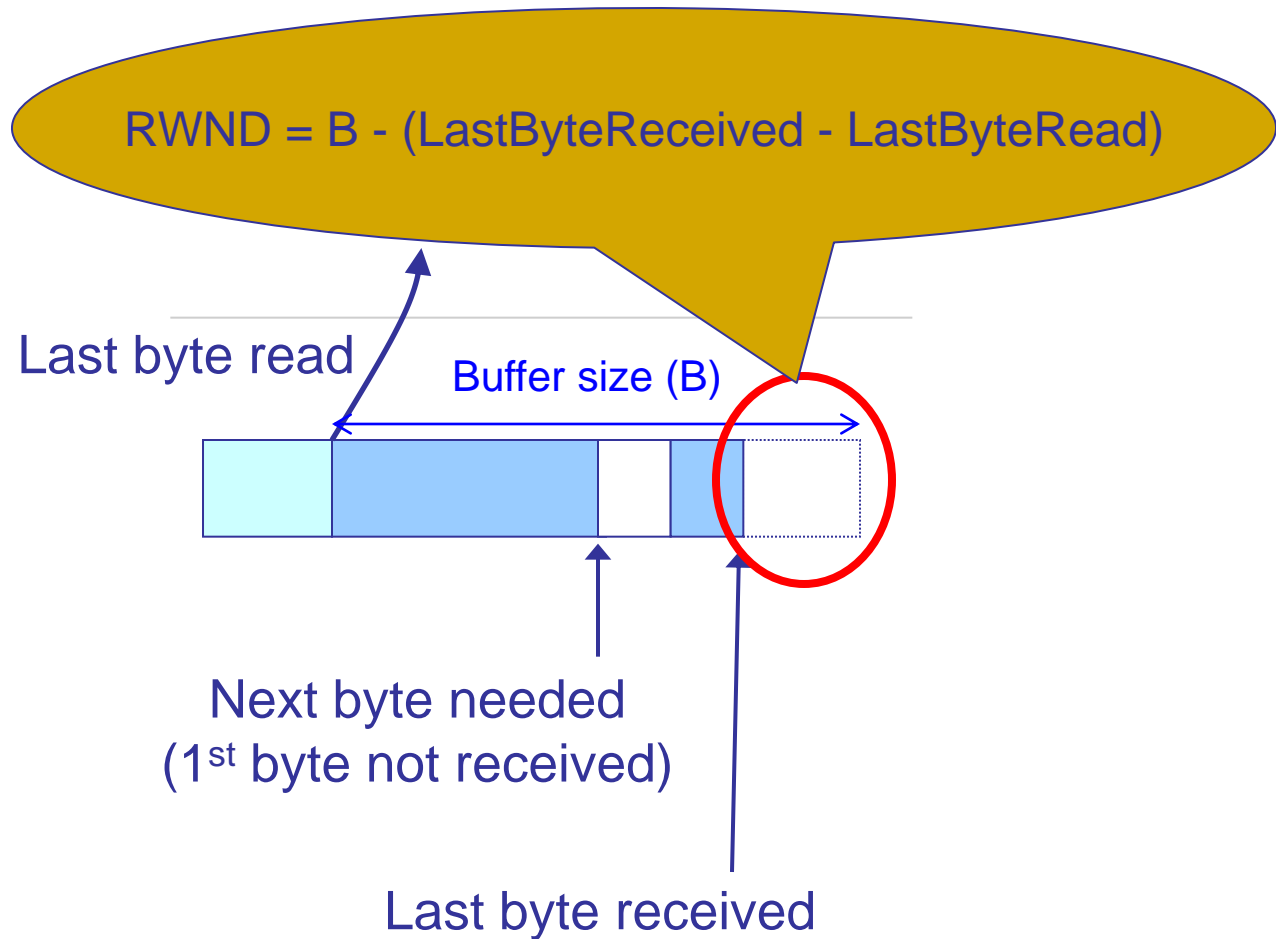 RWND = B - (LastByteReceived - LastByteRead)
Last byte read
Buffer size (B)
Next byte needed
(1st byte not received)
Last byte received